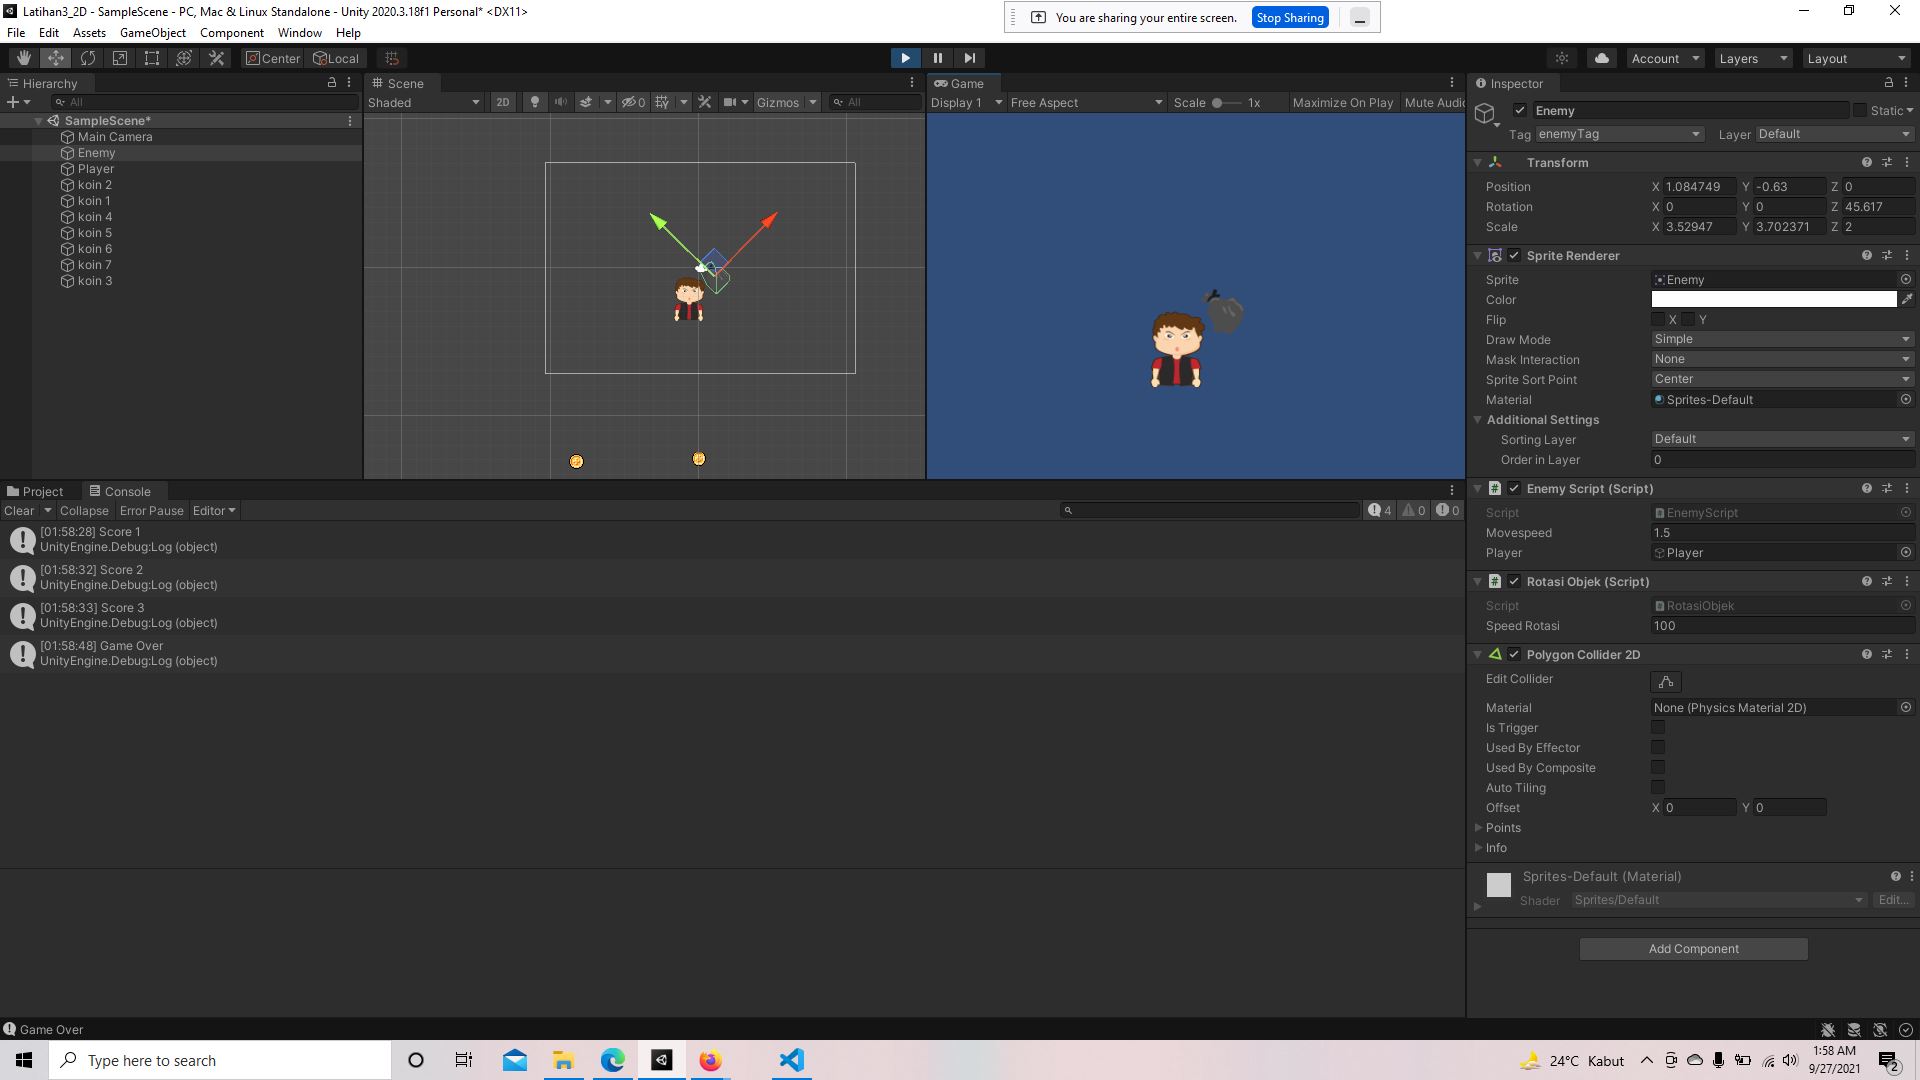 Latihan3_2D - SampleScene - PC, Mac & Linux Standalone - Unity 2020.3.18f1 Personal* <DX11>
You are sharing your entire screen. Stop Sharing
File Edit Assets GameObject Component Window Help
Center Local
Account Layers Layout
Hierarchy
All
SampleScene*
Main Camera
Enemy
Player
koin 2
koin 1
koin 4
koin 5
koin 6
koin 7
koin 3
Scene
Shaded 2D 0 Gizmos All
Game
Display 1 Free Aspect Scale 1x Maximize On Play Mute Audio
Inspector
Enemy Static
Tag enemyTag Layer Default
Transform
Position X 1.084749 Y -0.63 Z 0
Rotation X 0 Y 0 Z 45.617
Scale X 3.52947 Y 3.702371 Z 2
Sprite Renderer
Sprite Enemy
Color
Flip X Y
Draw Mode Simple
Mask Interaction None
Sprite Sort Point Center
Material Sprites-Default
Additional Settings
Sorting Layer Default
Order in Layer 0
Enemy Script (Script)
Script EnemyScript
Movespeed 1.5
Player Player
Rotasi Objek (Script)
Script RotasiObjek
Speed Rotasi 100
Polygon Collider 2D
Edit Collider
Material None (Physics Material 2D)
Is Trigger
Used By Effector
Used By Composite
Auto Tiling
Offset X 0 Y 0
Points
Info
Sprites-Default (Material)
Shader Sprites/Default Edit...
Add Component
Project Console
Clear Collapse Error Pause Editor 4 0 0
[01:58:28] Score 1
UnityEngine.Debug:Log (object)
[01:58:32] Score 2
UnityEngine.Debug:Log (object)
[01:58:33] Score 3
UnityEngine.Debug:Log (object)
[01:58:48] Game Over
UnityEngine.Debug:Log (object)
Game Over
Type here to search
24°C Kabut
1:58 AM
9/27/2021
2